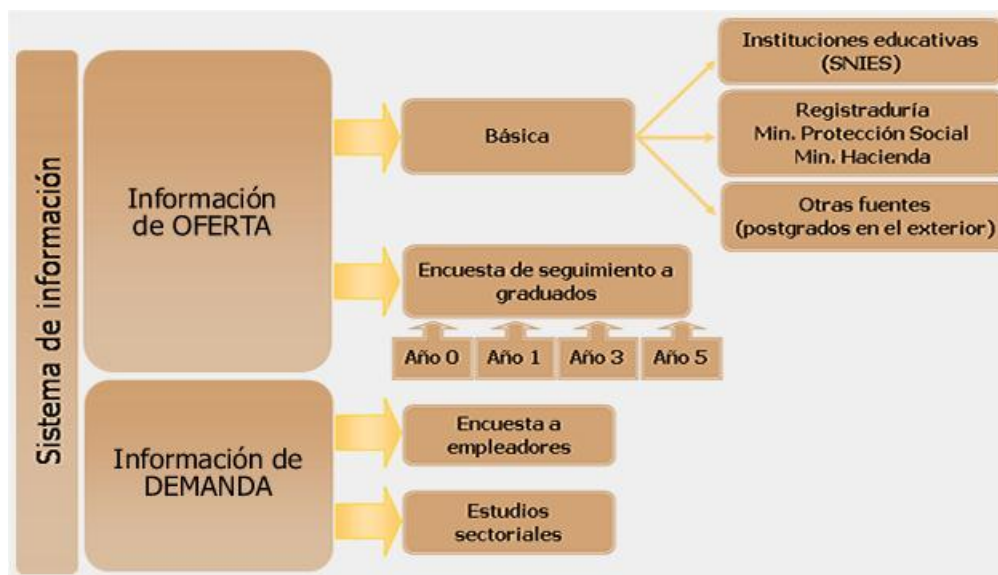 Sistema de información
Información
de OFERTA
Básica
Instituciones educativas
(SNIES)
Registraduría
Min. Protección Social
Min. Hacienda
Otras fuentes
(postgrados en el exterior)
Encuesta de seguimiento a
graduados
Año 0
Año 1
Año 3
Año 5
Información de
DEMANDA
Encuesta a
empleadores
Estudios
sectoriales